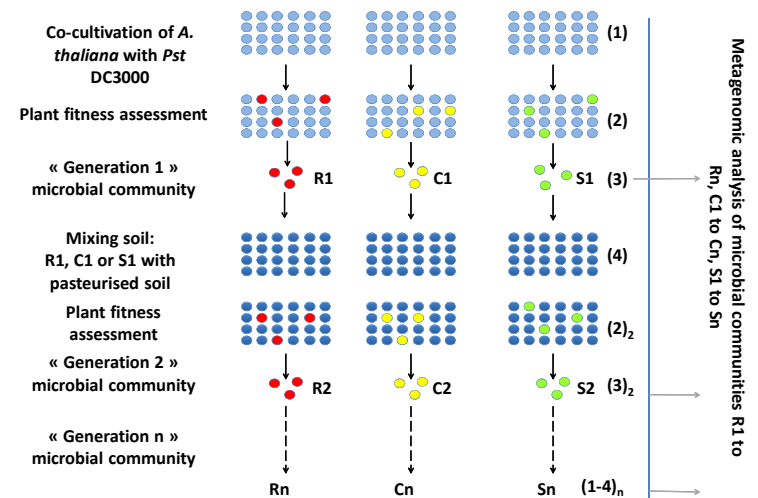 Co-cultivation of A.
thaliana with Pst
DC3000
(1)
Plant fitness assessment
(2)
« Generation 1 »
microbial community
R1
C1
S1
(3)
Mixing soil:
R1, C1 or S1 with
pasteurised soil
(4)
Plant fitness
assessment
(2)₂
« Generation 2 »
microbial community
R2
C2
S2
(3)₂
« Generation n »
microbial community
Rn
Cn
Sn
(1-4)ₙ
Metagenomic analysis of microbial communities R1 to
Rn, C1 to Cn, S1 to Sn